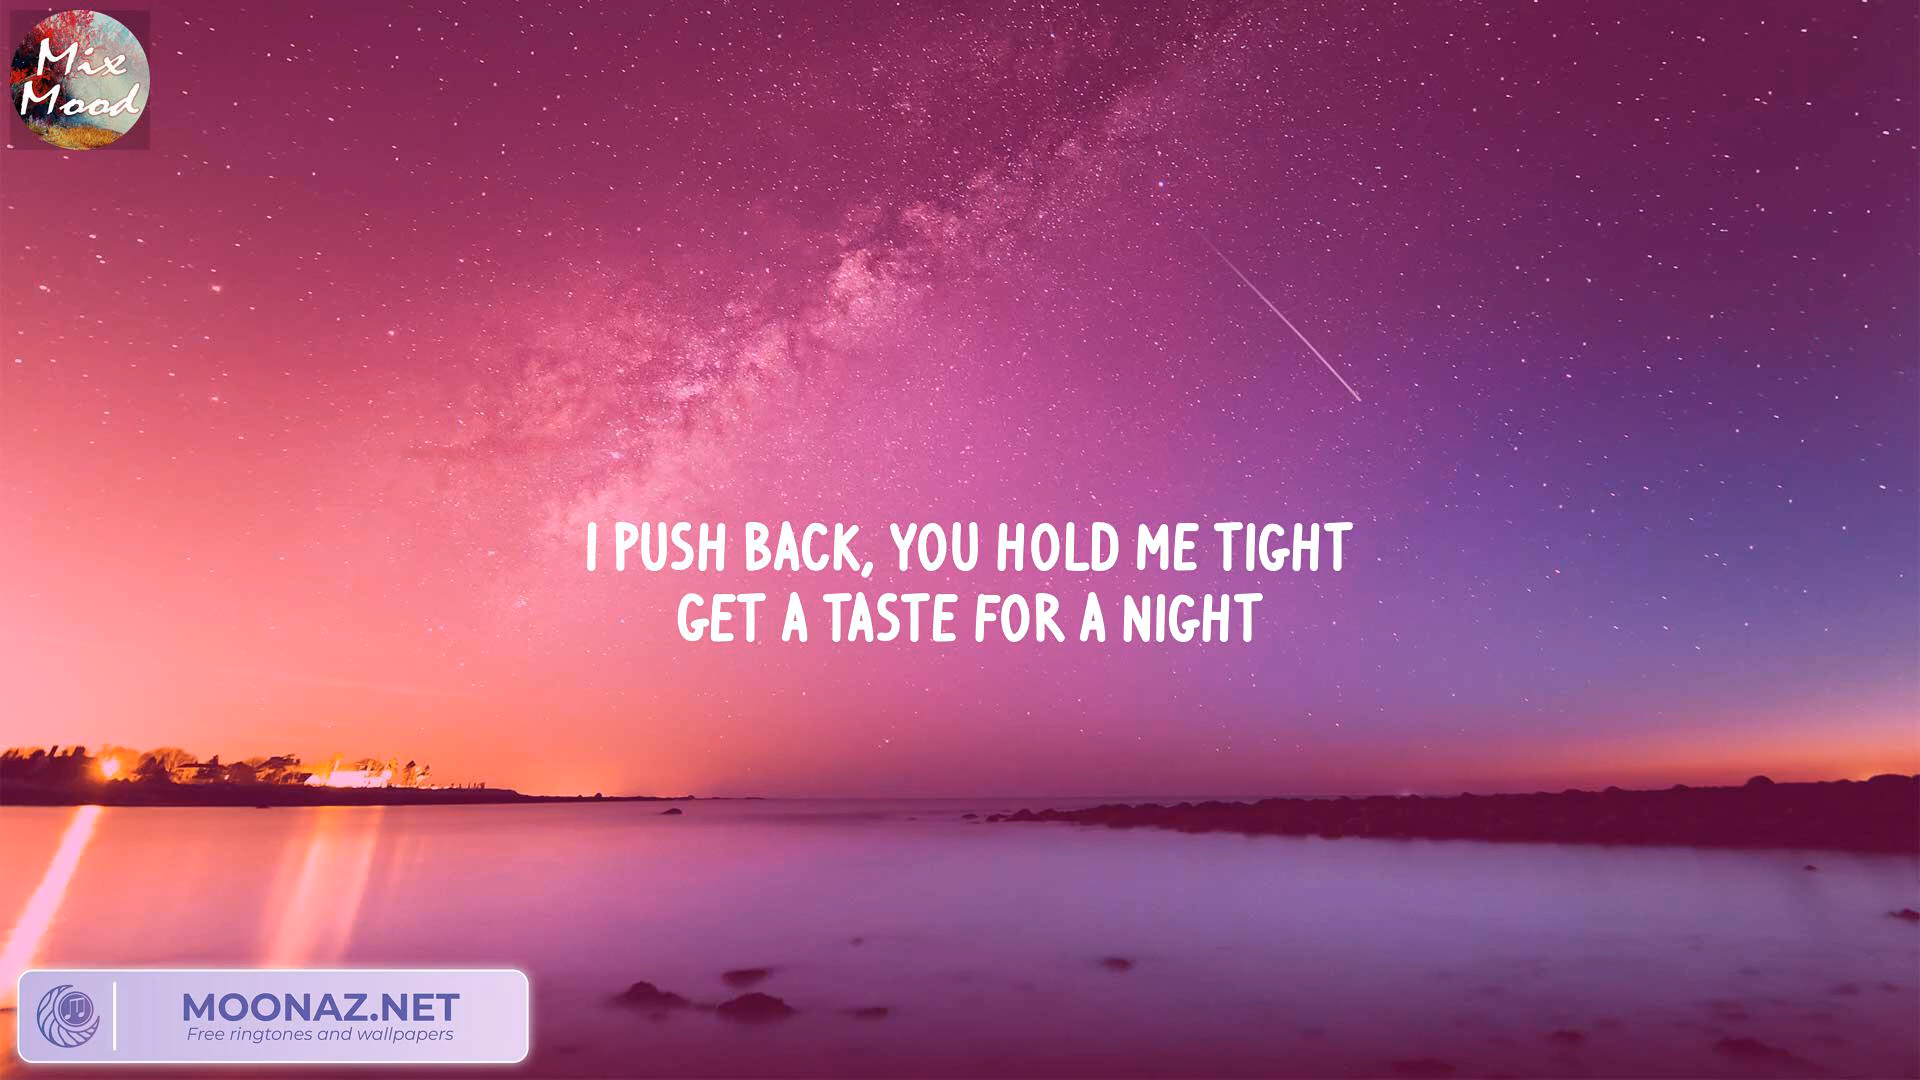 Mix
Mood
I PUSH BACK, YOU HOLD ME TIGHT
GET A TASTE FOR A NIGHT
MOONAZ.NET
Free ringtones and wallpapers